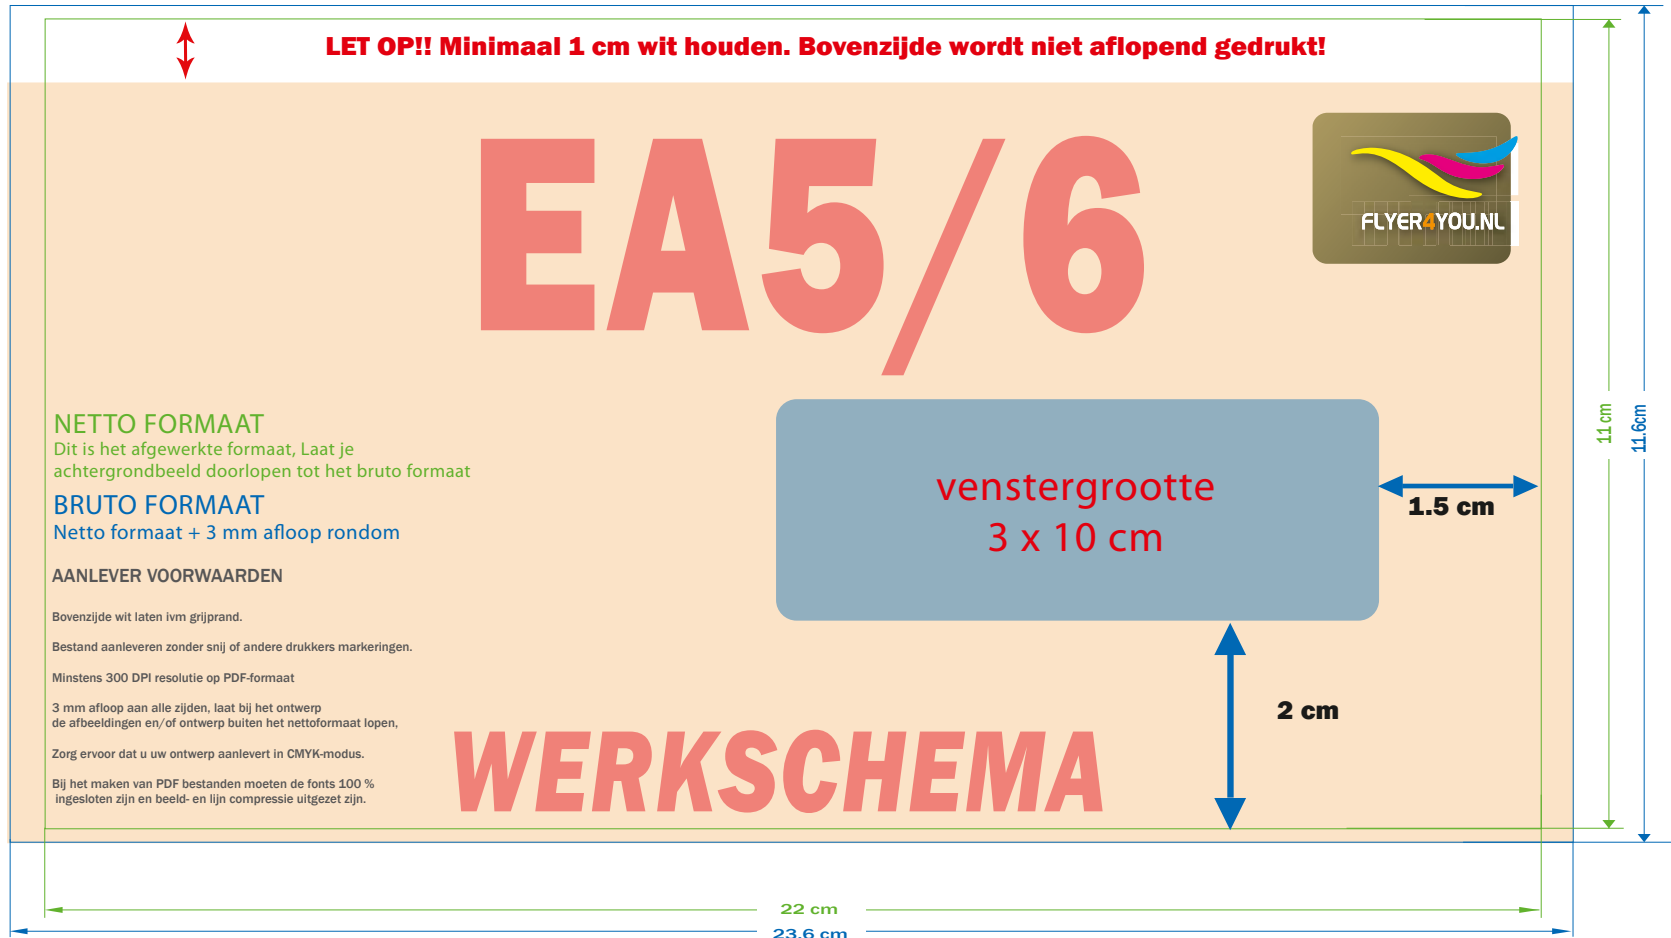 LET OP!! Minimaal 1 cm wit houden. Bovenzijde wordt niet aflopend gedrukt!
EA5/6
FLYER4YOU.NL
NETTO FORMAAT
Dit is het afgewerkte formaat, Laat je
achtergrondbeeld doorlopen tot het bruto formaat
BRUTO FORMAAT
Netto formaat + 3 mm afloop rondom
AANLEVER VOORWAARDEN
Bovenzijde wit laten ivm grijprand.
Bestand aanleveren zonder snij of andere drukkers markeringen.
Minstens 300 DPI resolutie op PDF-formaat
3 mm afloop aan alle zijden, laat bij het ontwerp
de afbeeldingen en/of ontwerp buiten het nettoformaat lopen,
Zorg ervoor dat u uw ontwerp aanlevert in CMYK-modus.
Bij het maken van PDF bestanden moeten de fonts 100 %
ingesloten zijn en beeld- en lijn compressie uitgezet zijn.
venstergrootte
3 x 10 cm
1.5 cm
2 cm
WERKSCHEMA
11 cm
11.6cm
22 cm
23.6 cm